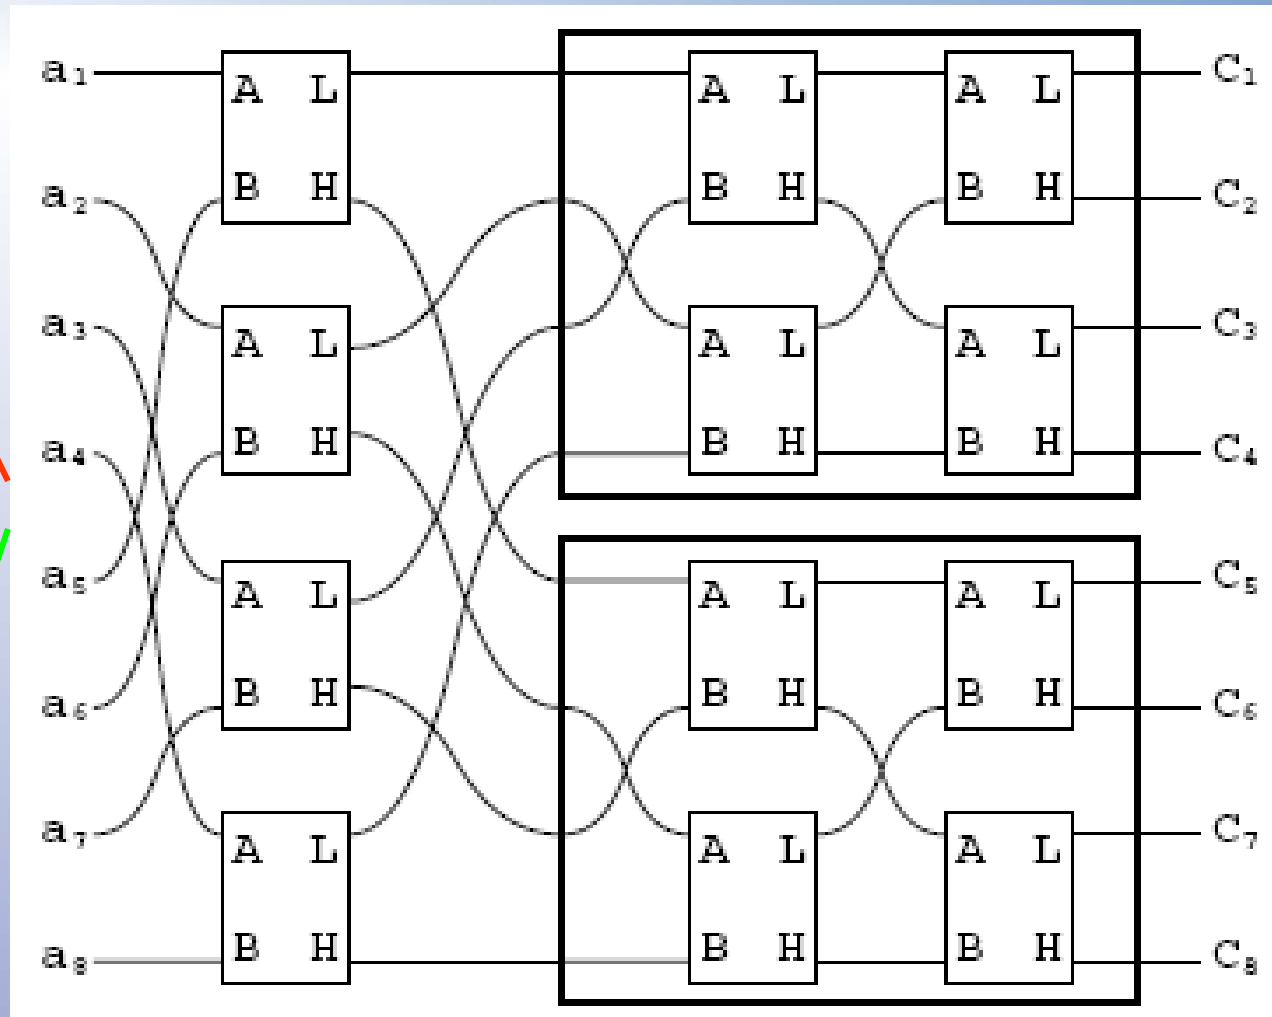 a₁ A L A L A L C₁
a₂ B H B H B H C₂
a₃ A L A L A L C₃
a₄ B H B H B H C₄
a₅ A L A L A L C₅
a₆ B H B H B H C₆
a₇ A L A L A L C₇
a₈ B H B H B H C₈